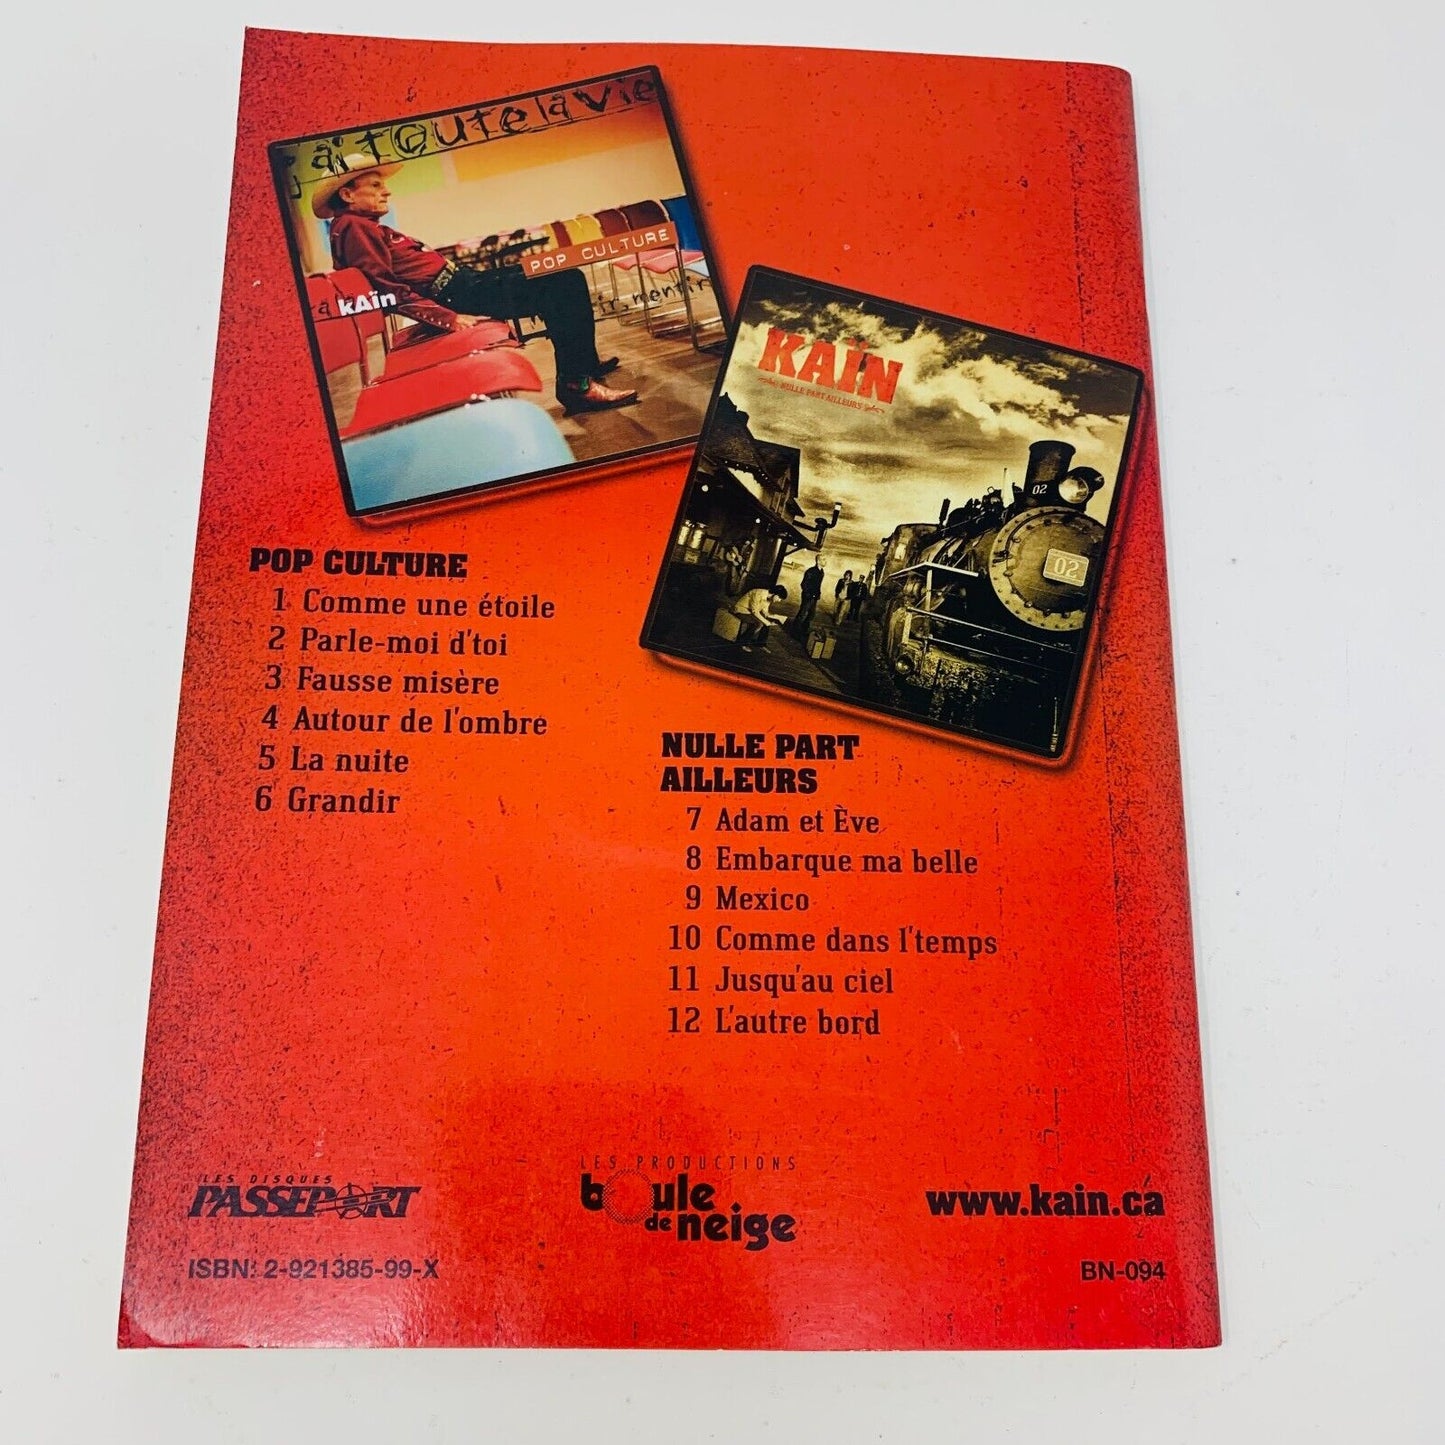 à toute la vie
POP CULTURE
kAïn
mentir
KAÏN
NULLE PART AILLEURS
02
02
POP CULTURE
1 Comme une étoile
2 Parle-moi d'toi
3 Fausse misère
4 Autour de l'ombre
5 La nuite
6 Grandir
NULLE PART
AILLEURS
7 Adam et Ève
8 Embarque ma belle
9 Mexico
10 Comme dans l'temps
11 Jusqu'au ciel
12 L'autre bord
LES DISQUES
PASSEPORT
LES PRODUCTIONS
boule
de neige
www.kain.ca
ISBN: 2-921385-99-X
BN-094